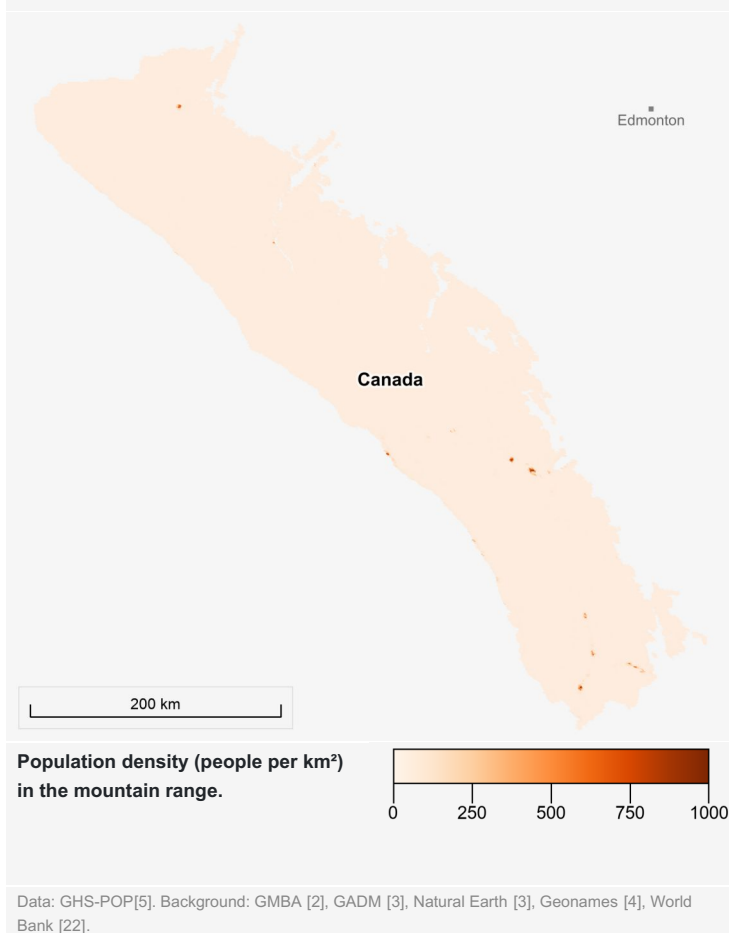 Edmonton
Canada
200 km
Population density (people per km²)
in the mountain range.
0 250 500 750 1000
Data: GHS-POP[5]. Background: GMBA [2], GADM [3], Natural Earth [3], Geonames [4], World
Bank [22].